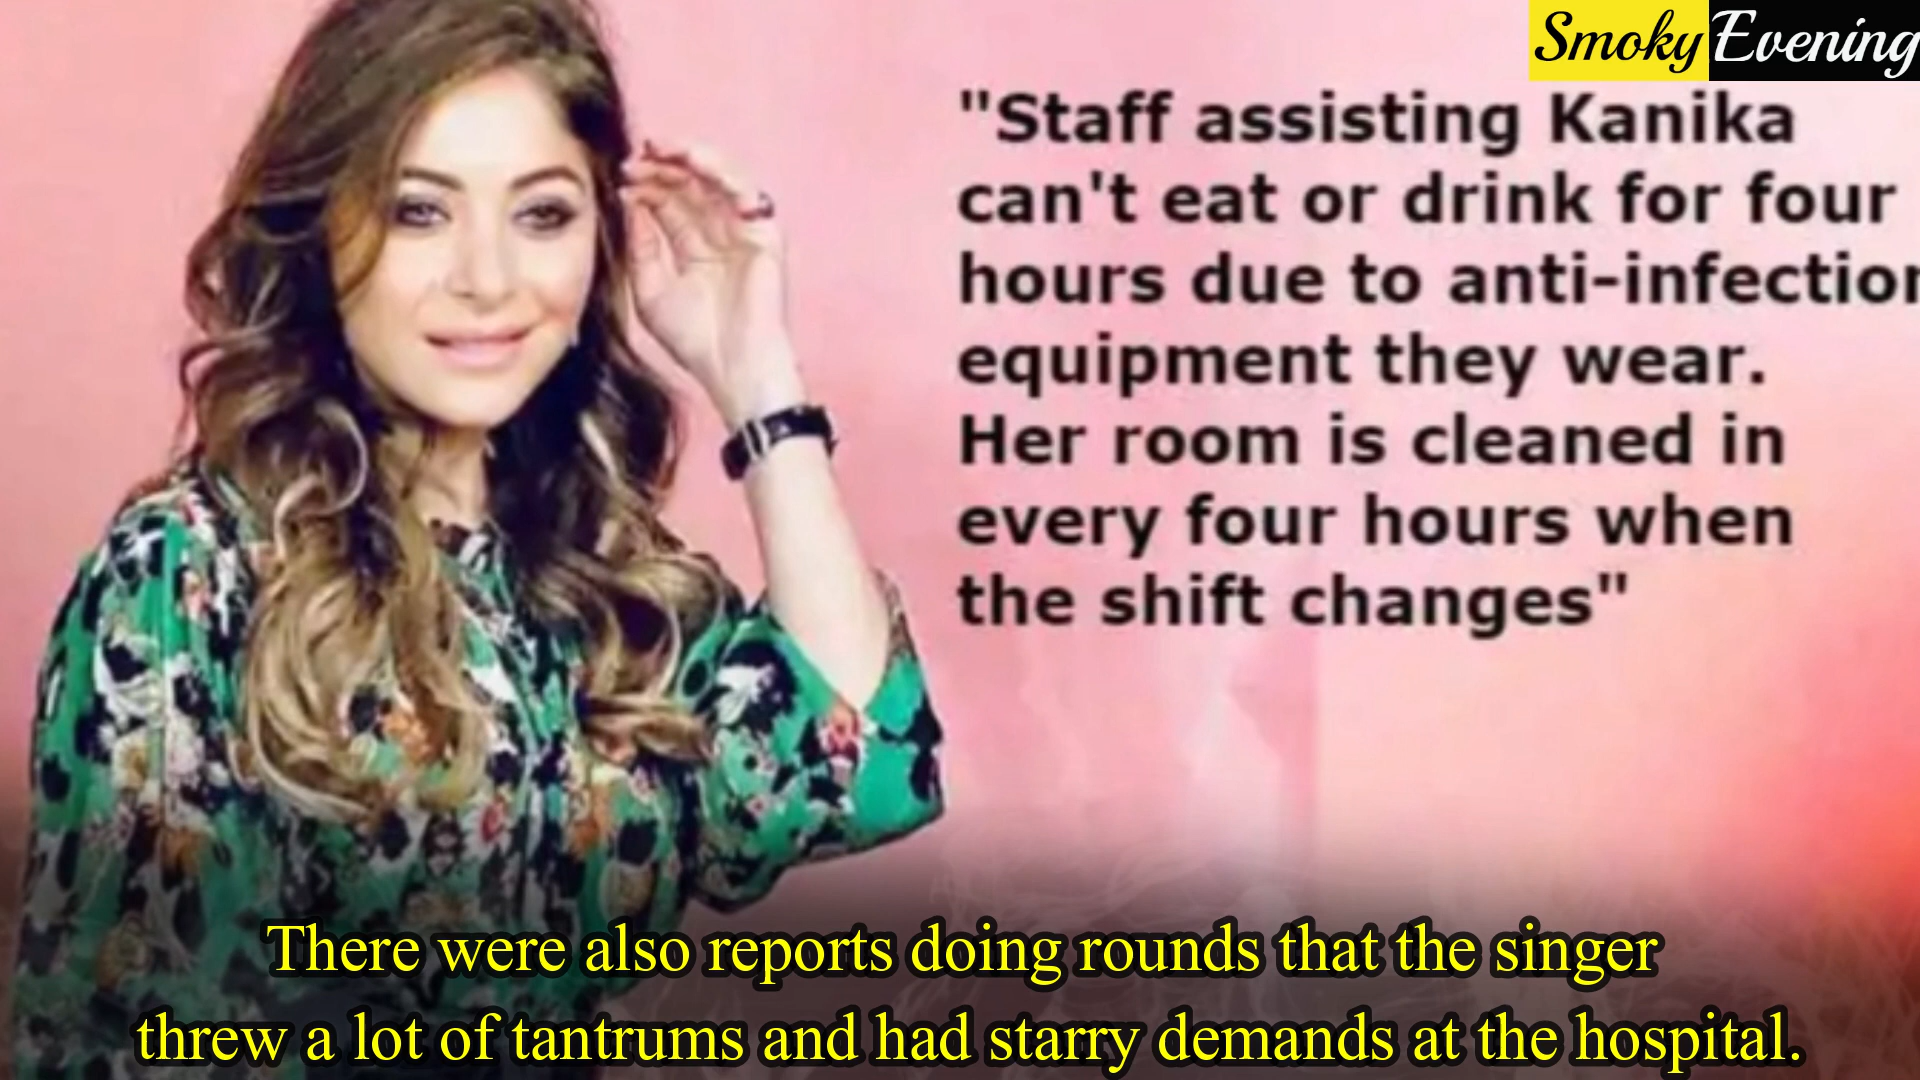 Smoky Evening
"Staff assisting Kanika
can't eat or drink for four
hours due to anti-infection
equipment they wear.
Her room is cleaned in
every four hours when
the shift changes"
There were also reports doing rounds that the singer
threw a lot of tantrums and had starry demands at the hospital.